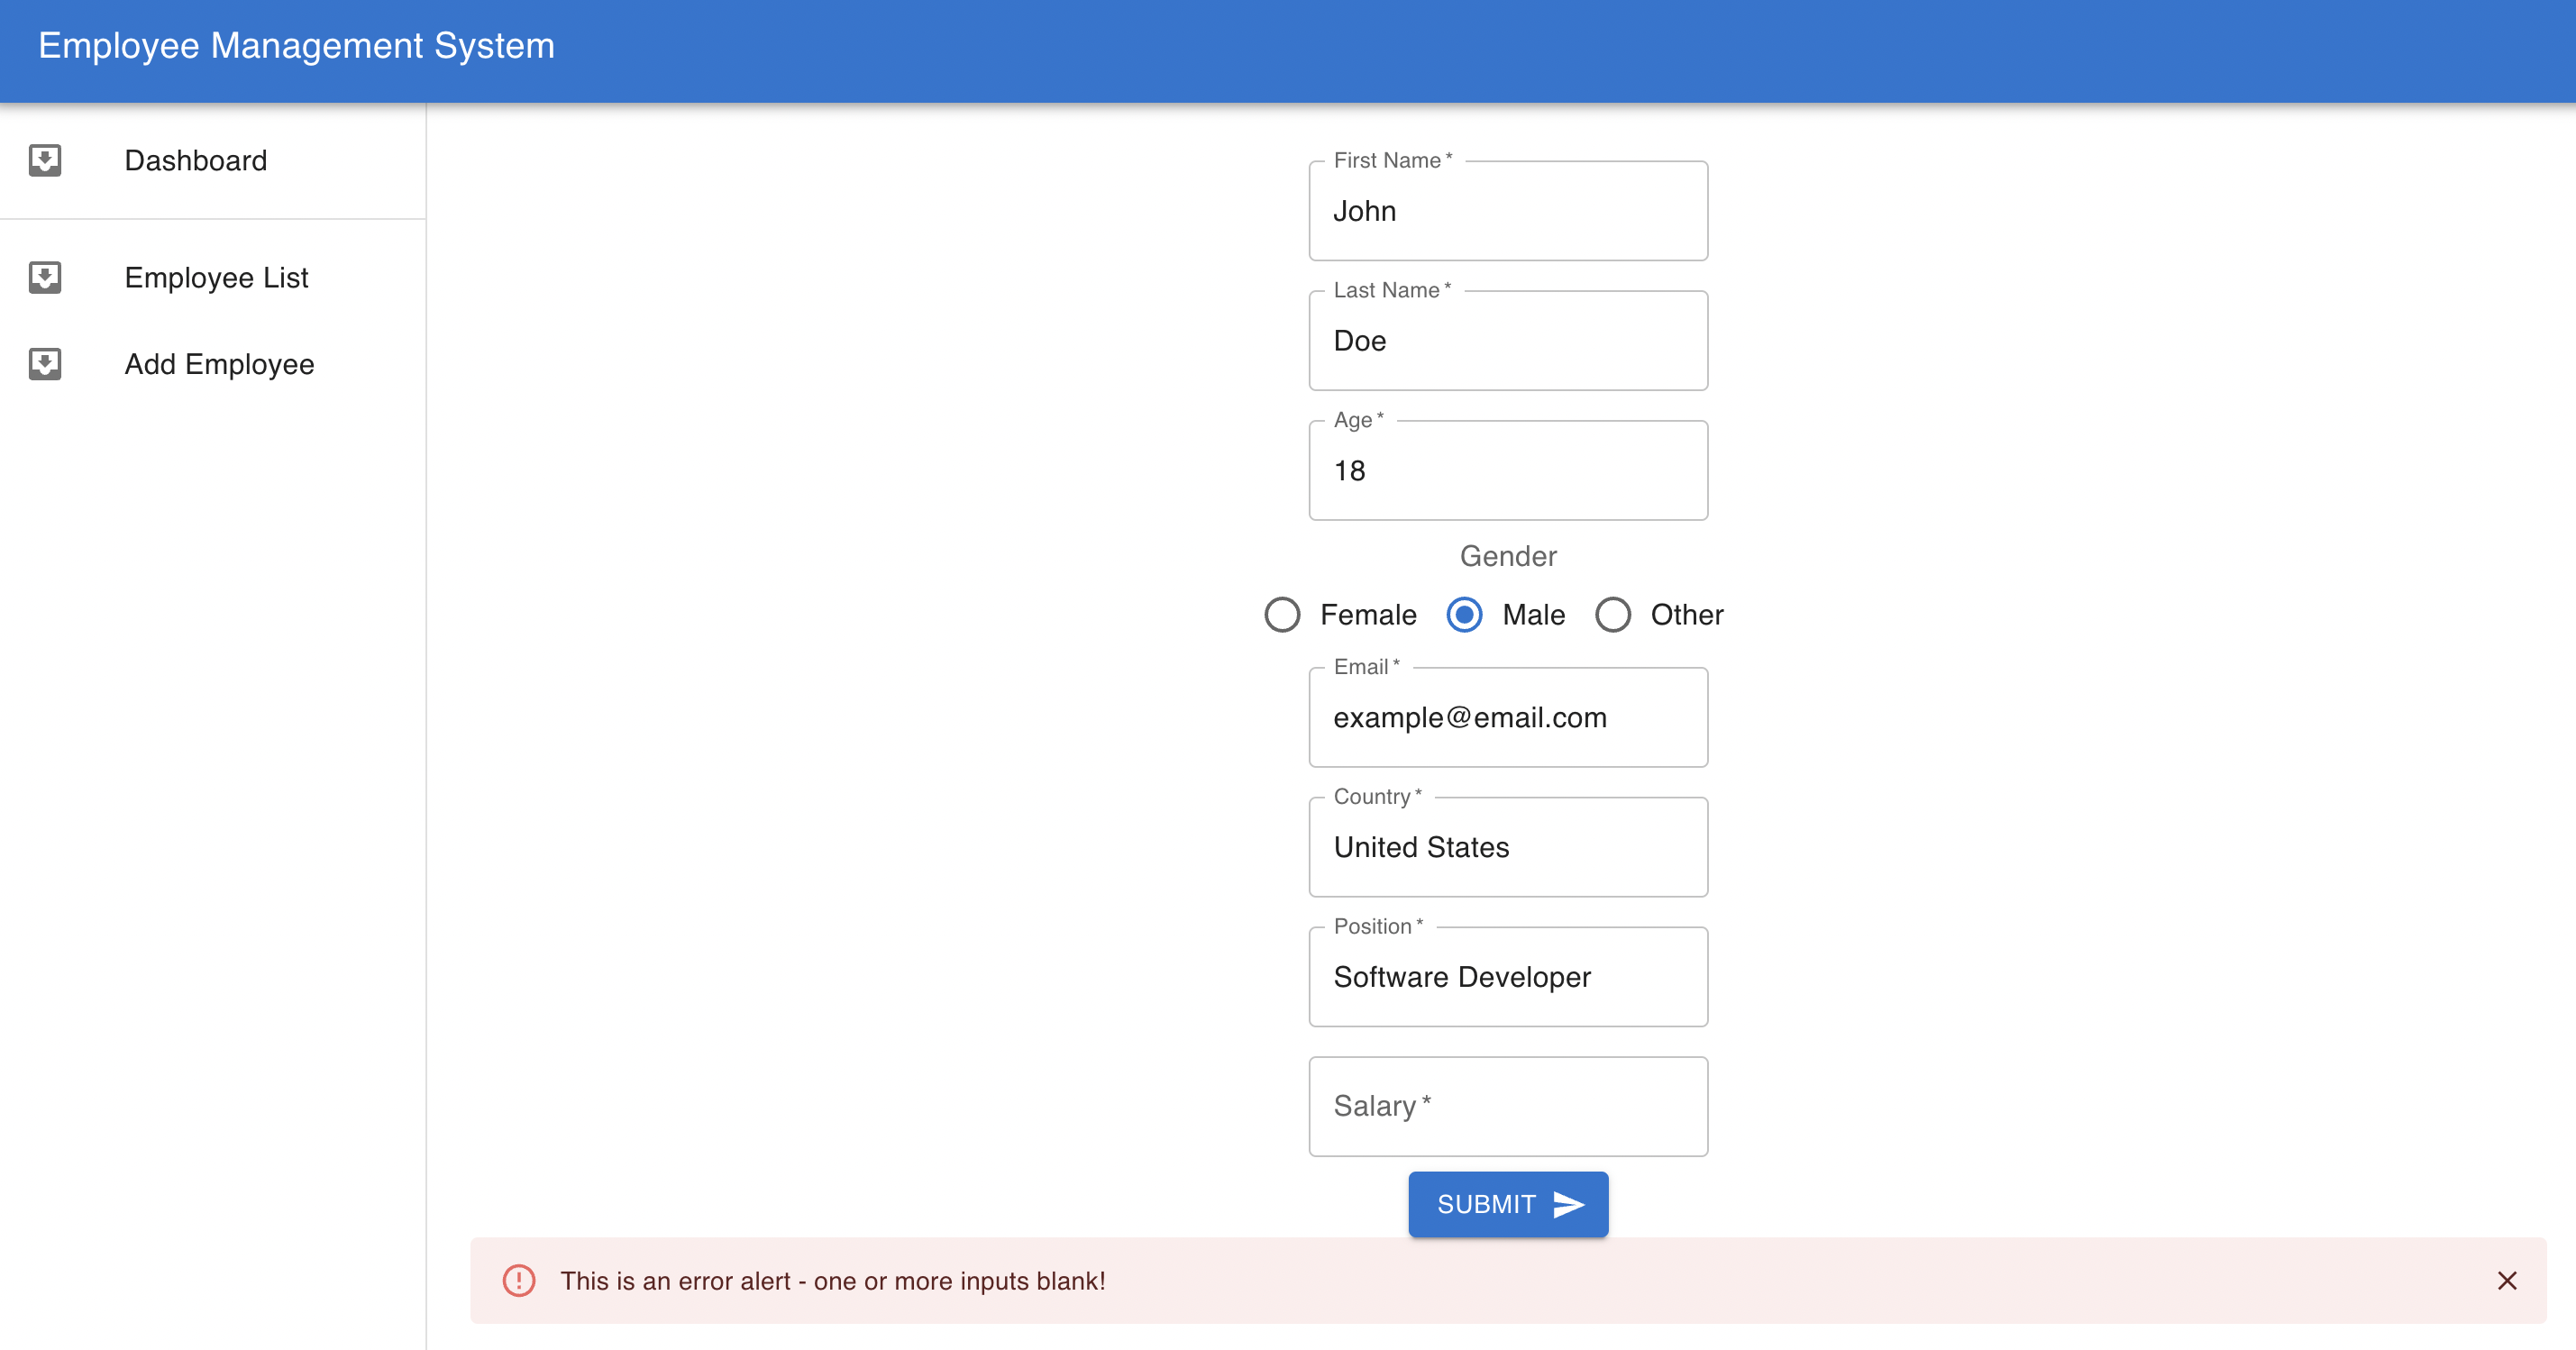 Employee Management System
Dashboard
Employee List
Add Employee
First Name *
John
Last Name *
Doe
Age *
18
Gender
Female Male Other
Email *
example@email.com
Country *
United States
Position *
Software Developer
Salary *
SUBMIT
This is an error alert - one or more inputs blank!